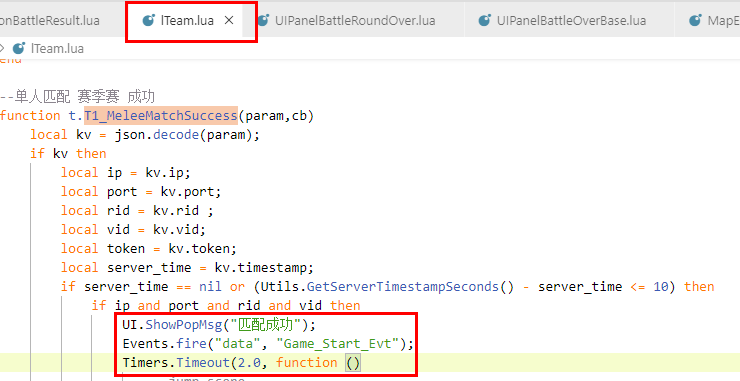 onBattleResult.lua lTeam.lua × UIPanelBattleRoundOver.lua UIPanelBattleOverBase.lua MapE
> lTeam.lua
end
--单人匹配 赛季赛 成功
function t.T1_MeleeMatchSuccess(param,cb)
local kv = json.decode(param);
if kv then
local ip = kv.ip;
local port = kv.port;
local rid = kv.rid ;
local vid = kv.vid;
local token = kv.token;
local server_time = kv.timestamp;
if server_time == nil or (Utils.GetServerTimestampSeconds() - server_time <= 10) then
if ip and port and rid and vid then
UI.ShowPopMsg("匹配成功");
Events.fire("data", "Game_Start_Evt");
Timers.Timeout(2.0, function ()